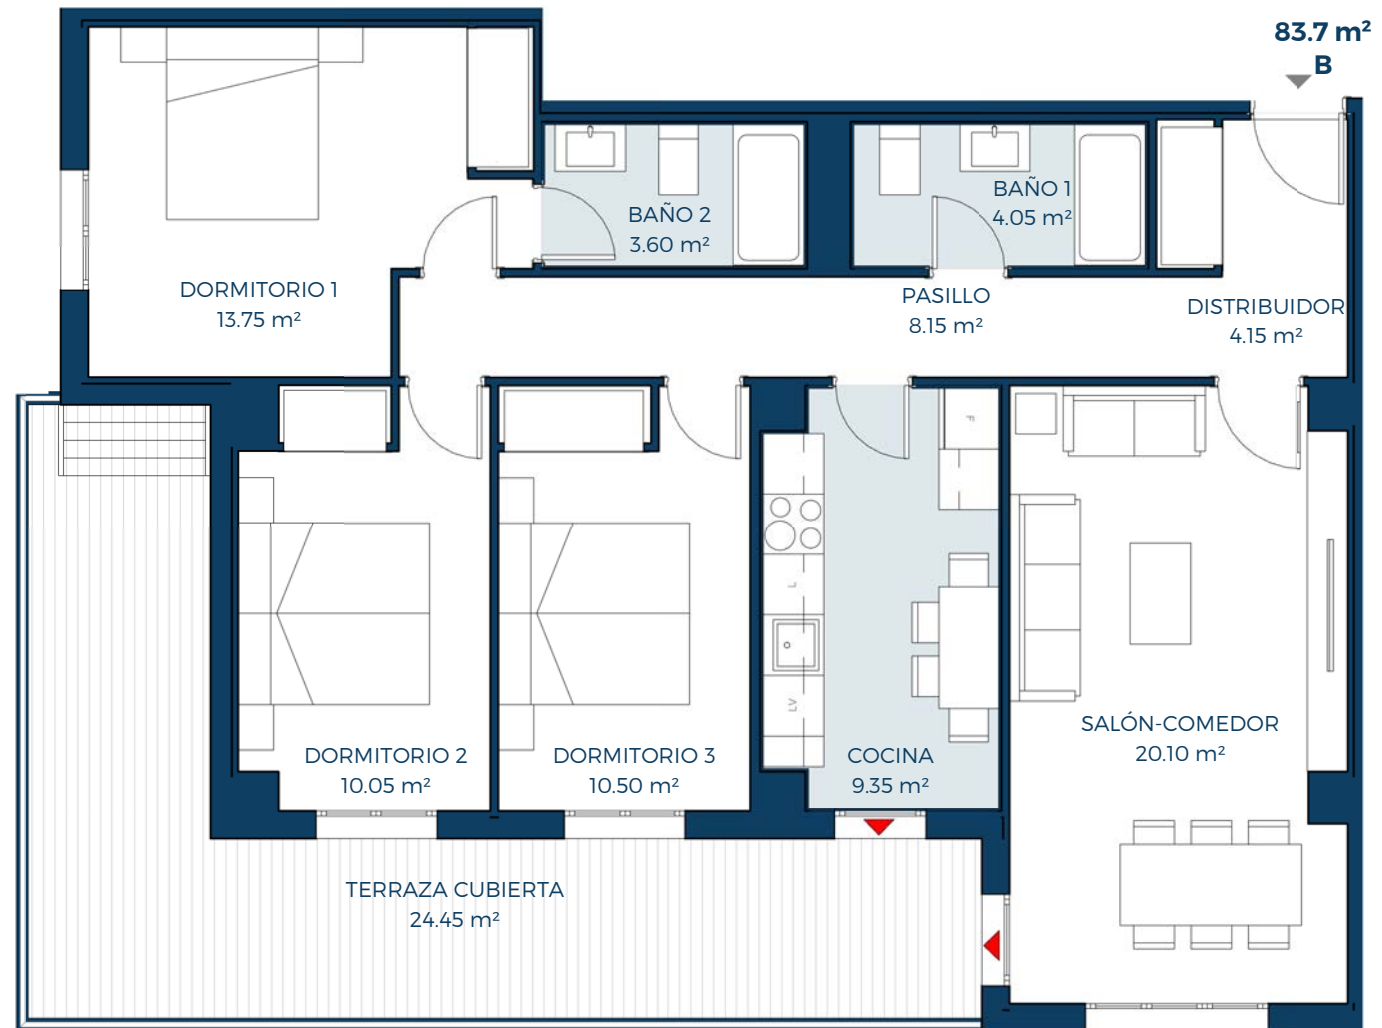 83.7 m²
B
BAÑO 2
3.60 m²
BAÑO 1
4.05 m²
DORMITORIO 1
13.75 m²
PASILLO
8.15 m²
DISTRIBUIDOR
4.15 m²
F
L
LV
DORMITORIO 2
10.05 m²
DORMITORIO 3
10.50 m²
COCINA
9.35 m²
SALÓN-COMEDOR
20.10 m²
TERRAZA CUBIERTA
24.45 m²